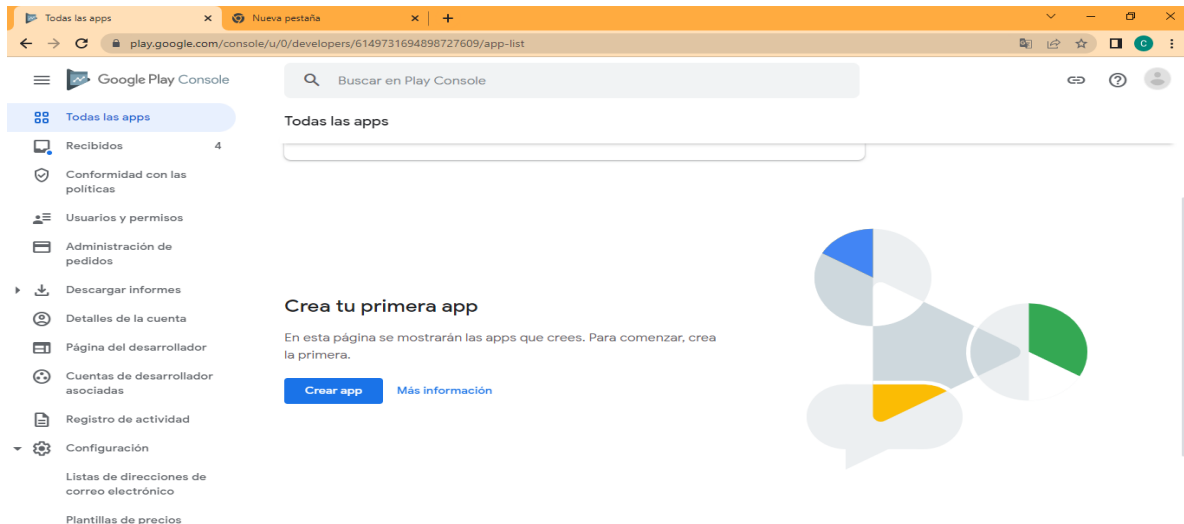 Todas las apps
Nueva pestaña
play.google.com/console/u/0/developers/6149731694898727609/app-list
C
Google Play Console
Buscar en Play Console
Todas las apps
Todas las apps
Recibidos 4
Conformidad con las
políticas
Usuarios y permisos
Administración de
pedidos
Descargar informes
Detalles de la cuenta
Página del desarrollador
Cuentas de desarrollador
asociadas
Registro de actividad
Configuración
Listas de direcciones de
correo electrónico
Plantillas de precios
Crea tu primera app
En esta página se mostrarán las apps que crees. Para comenzar, crea
la primera.
Crear app
Más información